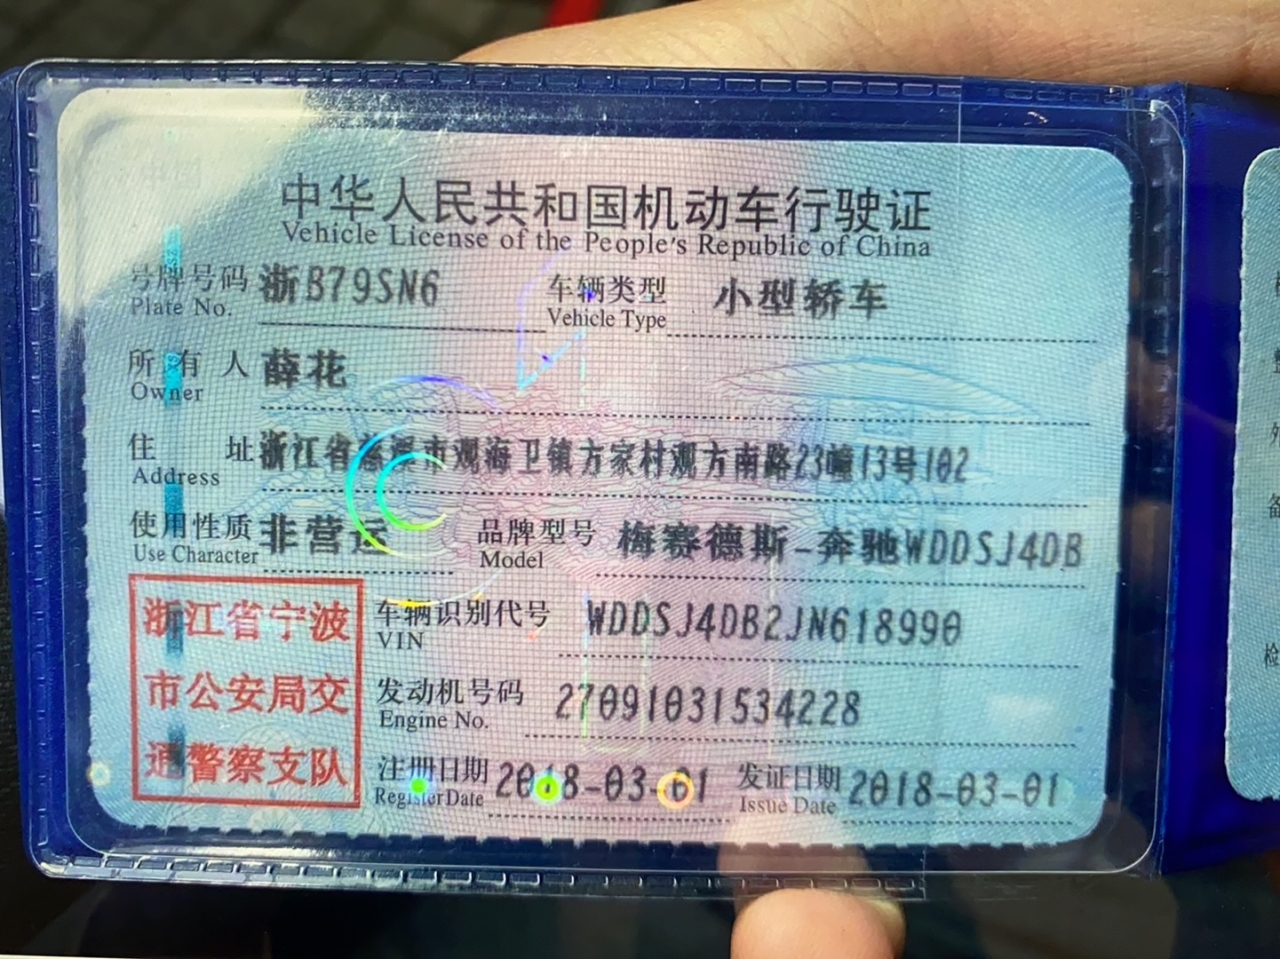 中华人民共和国机动车行驶证
Vehicle License of the People's Republic of China
号牌号码 浙B79SN6 车辆类型 小型轿车
Plate No. Vehicle Type
所有人 薛花
Owner
住址 浙江省慈溪市观海卫镇方家村观方南路23幢13号102
Address
使用性质 非营运 品牌型号 梅赛德斯-奔驰WDDSJ4DB
Use Character Model
浙江省宁波
市公安局交
通警察支队
车辆识别代号 WDDSJ4DB2JN618990
VIN
发动机号码 27091031534228
Engine No.
注册日期 2018-03-01 发证日期 2018-03-01
Register Date Issue Date